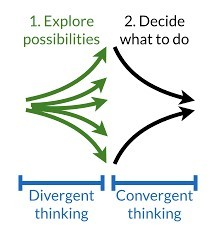 1. Explore
possibilities
2. Decide
what to do
Divergent
thinking
Convergent
thinking